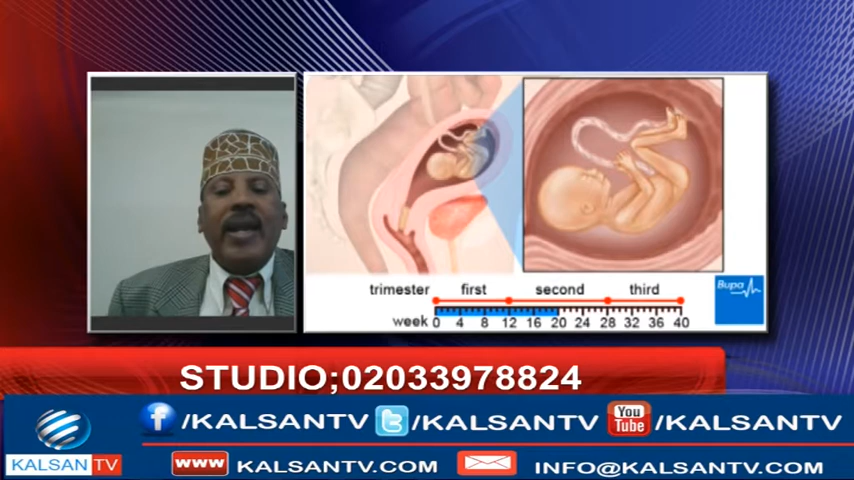 trimester first second third
Bupa
week 0 4 8 12 16 20 24 28 32 36 40
STUDIO;02033978824
f /KALSANTV t /KALSANTV You Tube /KALSANTV
KALSAN TV
www KALSANTV.COM INFO@KALSANTV.COM